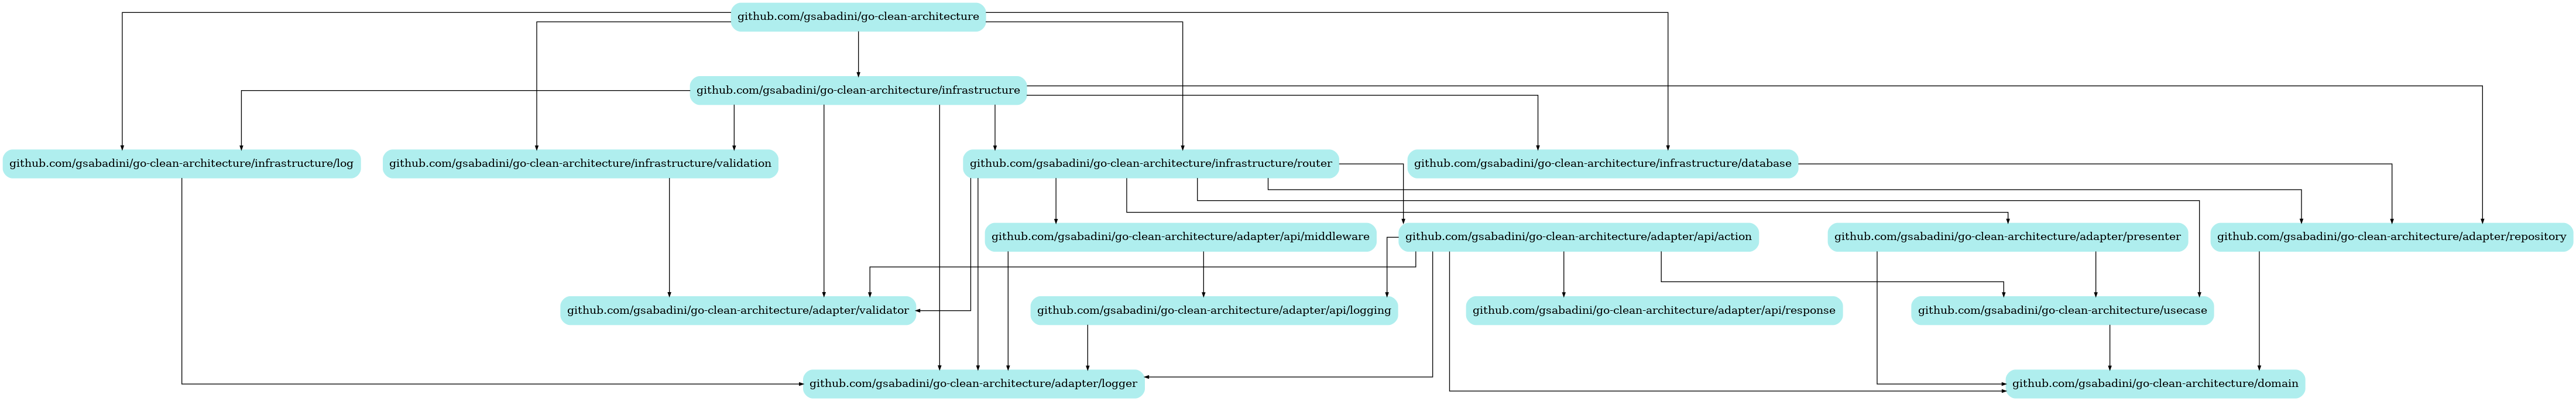 github.com/gsabadini/go-clean-architecture
github.com/gsabadini/go-clean-architecture/infrastructure
github.com/gsabadini/go-clean-architecture/infrastructure/log
github.com/gsabadini/go-clean-architecture/infrastructure/validation
github.com/gsabadini/go-clean-architecture/infrastructure/router
github.com/gsabadini/go-clean-architecture/infrastructure/database
github.com/gsabadini/go-clean-architecture/adapter/api/middleware
github.com/gsabadini/go-clean-architecture/adapter/api/action
github.com/gsabadini/go-clean-architecture/adapter/presenter
github.com/gsabadini/go-clean-architecture/adapter/repository
github.com/gsabadini/go-clean-architecture/adapter/validator
github.com/gsabadini/go-clean-architecture/adapter/api/logging
github.com/gsabadini/go-clean-architecture/adapter/api/response
github.com/gsabadini/go-clean-architecture/usecase
github.com/gsabadini/go-clean-architecture/adapter/logger
github.com/gsabadini/go-clean-architecture/domain